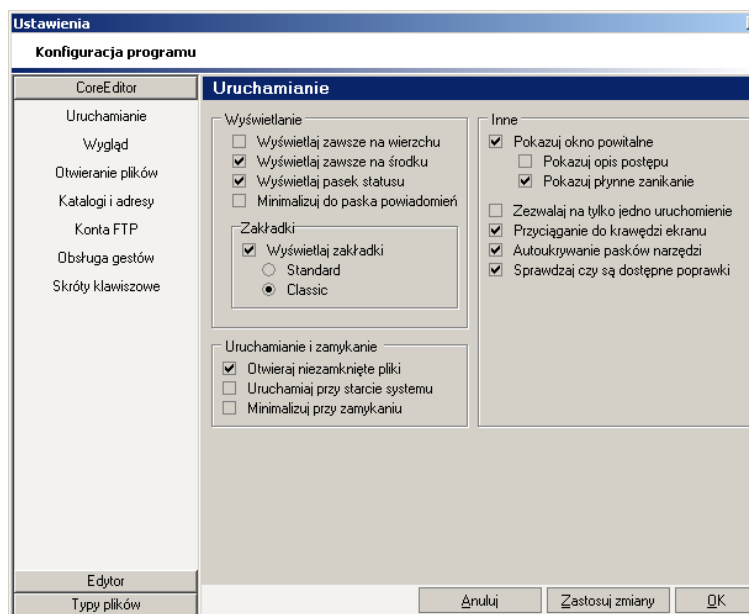 Ustawienia
Konfiguracja programu
CoreEditor
Uruchamianie
Wygląd
Otwieranie plików
Katalogi i adresy
Konta FTP
Obsługa gestów
Skróty klawiszowe
Edytor
Typy plików
Uruchamianie
Wyświetlanie
Wyświetlaj zawsze na wierzchu
Wyświetlaj zawsze na środku
Wyświetlaj pasek statusu
Minimalizuj do paska powiadomień
Zakładki
Wyświetlaj zakładki
Standard
Classic
Uruchamianie i zamykanie
Otwieraj niezamknięte pliki
Uruchamiaj przy starcie systemu
Minimalizuj przy zamykaniu
Inne
Pokazuj okno powitalne
Pokazuj opis postępu
Pokazuj płynne zanikanie
Zezwalaj na tylko jedno uruchomienie
Przyciąganie do krawędzi ekranu
Autoukrywanie pasków narzędzi
Sprawdzaj czy są dostępne poprawki
Anuluj
Zastosuj zmiany
OK